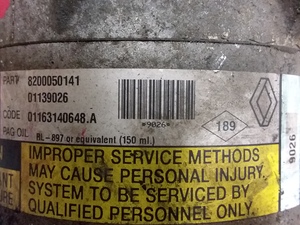 PART 8200050141
01139026
CODE 01163140648.A
PAG OIL RL-897 or equivalent (150 ml.)
*9026*
189
9026
IMPROPER SERVICE METHODS
MAY CAUSE PERSONAL INJURY.
SYSTEM TO BE SERVICED BY
QUALIFIED PERSONNEL ONLY.